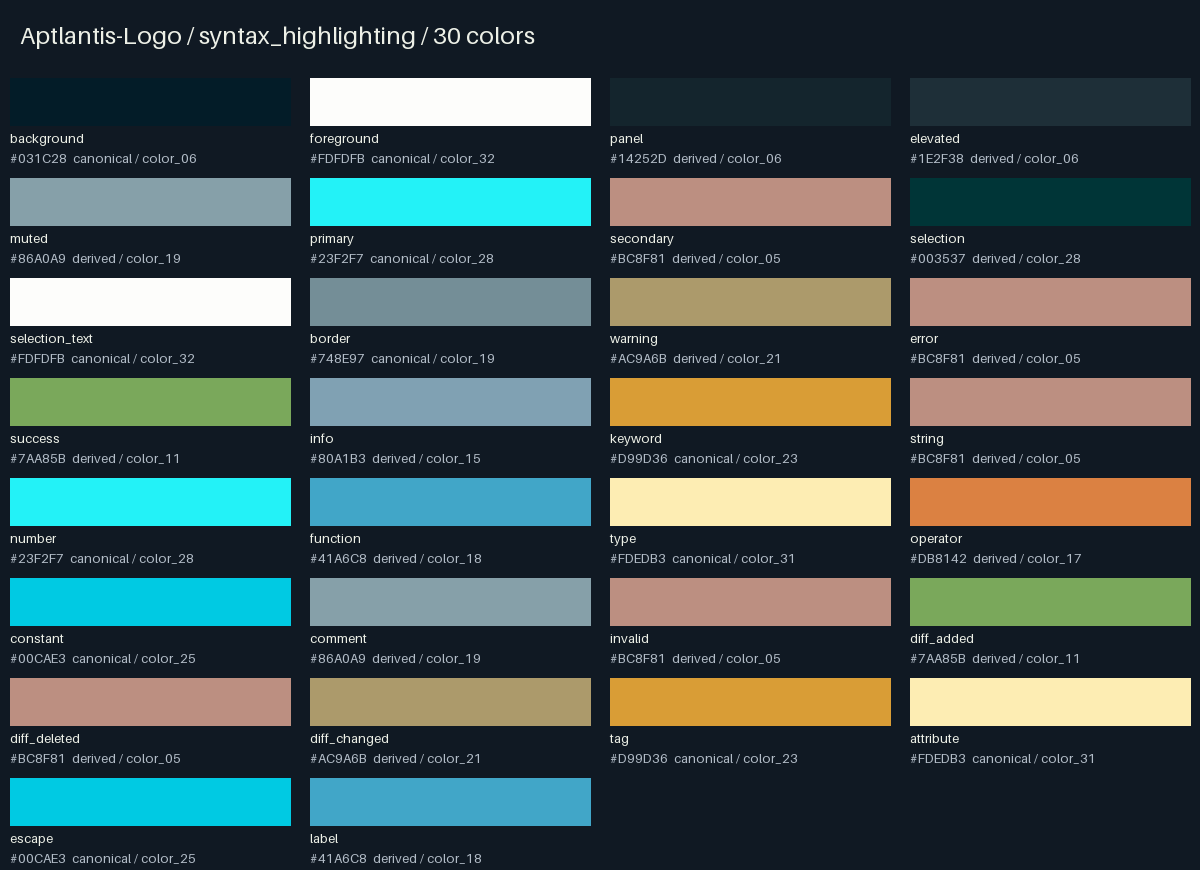 Aptlantis-Logo / syntax_highlighting / 30 colors
background
#031C28 canonical / color_06
foreground
#FDFDFB canonical / color_32
panel
#14252D derived / color_06
elevated
#1E2F38 derived / color_06
muted
#86A0A9 derived / color_19
primary
#23F2F7 canonical / color_28
secondary
#BC8F81 derived / color_05
selection
#003537 derived / color_28
selection_text
#FDFDFB canonical / color_32
border
#748E97 canonical / color_19
warning
#AC9A6B derived / color_21
error
#BC8F81 derived / color_05
success
#7AA85B derived / color_11
info
#80A1B3 derived / color_15
keyword
#D99D36 canonical / color_23
string
#BC8F81 derived / color_05
number
#23F2F7 canonical / color_28
function
#41A6C8 derived / color_18
type
#FDEDB3 canonical / color_31
operator
#DB8142 derived / color_17
constant
#00CAE3 canonical / color_25
comment
#86A0A9 derived / color_19
invalid
#BC8F81 derived / color_05
diff_added
#7AA85B derived / color_11
diff_deleted
#BC8F81 derived / color_05
diff_changed
#AC9A6B derived / color_21
tag
#D99D36 canonical / color_23
attribute
#FDEDB3 canonical / color_31
escape
#00CAE3 canonical / color_25
label
#41A6C8 derived / color_18